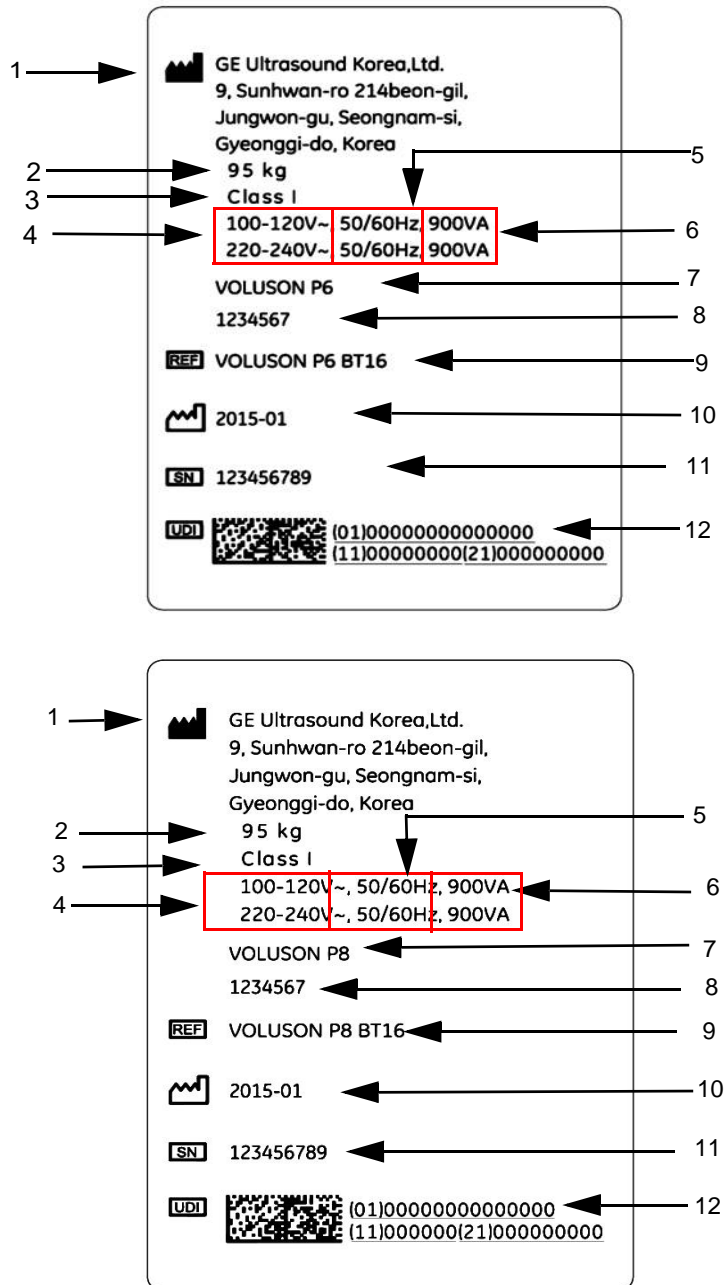 1
GE Ultrasound Korea,Ltd.
9, Sunhwan-ro 214beon-gil,
Jungwon-gu, Seongnam-si,
Gyeonggi-do, Korea
2
95 kg
5
3
Class I
4
100-120V~, 50/60Hz, 900VA
6
220-240V~, 50/60Hz, 900VA
VOLUSON P6
7
1234567
8
REF VOLUSON P6 BT16
9
2015-01
10
SN 123456789
11
UDI (01)00000000000000
12
(11)00000000(21)000000000
1
GE Ultrasound Korea,Ltd.
9, Sunhwan-ro 214beon-gil,
Jungwon-gu, Seongnam-si,
Gyeonggi-do, Korea
5
2
95 kg
3
Class I
4
100-120V~, 50/60Hz, 900VA
6
220-240V~, 50/60Hz, 900VA
VOLUSON P8
7
1234567
8
REF VOLUSON P8 BT16
9
2015-01
10
SN 123456789
11
UDI (01)00000000000000
12
(11)000000(21)000000000